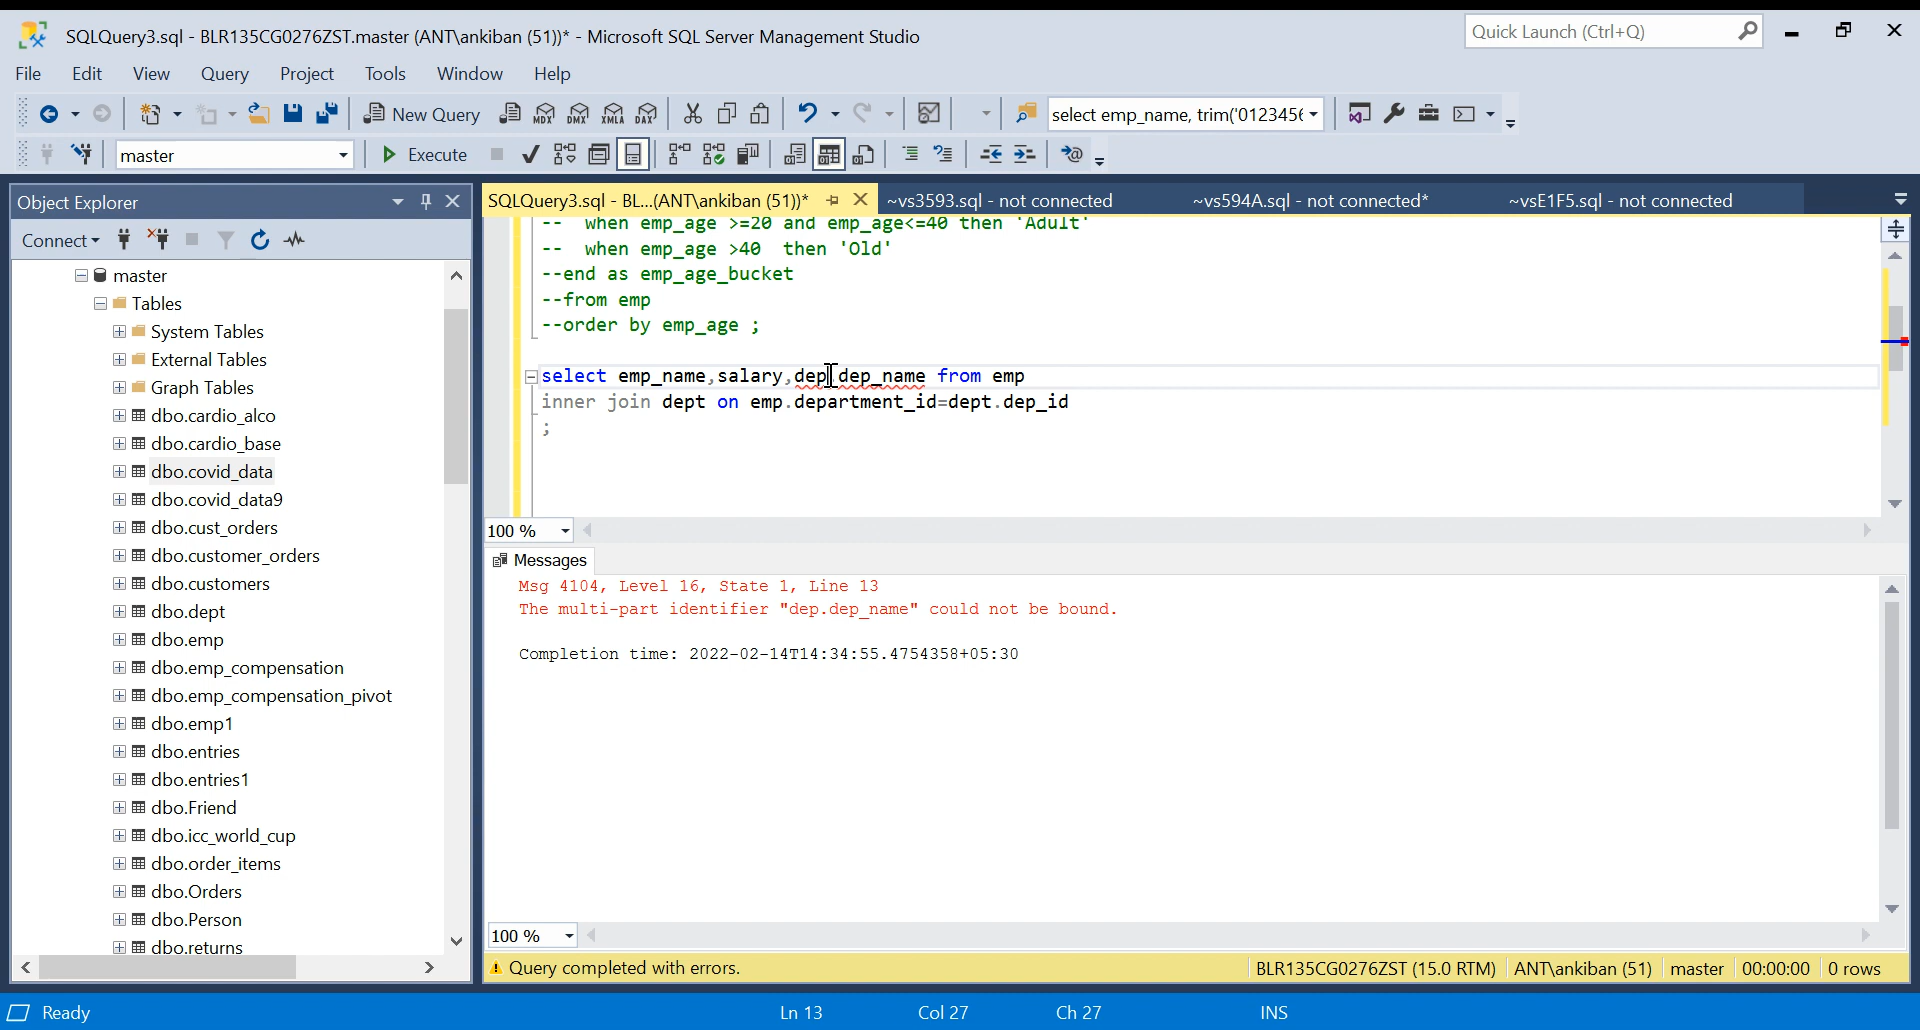 SQLQuery3.sql - BLR135CG0276ZST.master (ANT\ankiban (51))* - Microsoft SQL Server Management Studio
Quick Launch (Ctrl+Q)
File Edit View Query Project Tools Window Help
New Query MDX DMX XMLA DAX select emp_name, trim('0123456
master Execute
Object Explorer
SQLQuery3.sql - BL...(ANT\ankiban (51))* ~vs3593.sql - not connected ~vs594A.sql - not connected* ~vsE1F5.sql - not connected
Connect
master
Tables
System Tables
External Tables
Graph Tables
dbo.cardio_alco
dbo.cardio_base
dbo.covid_data
dbo.covid_data9
dbo.cust_orders
dbo.customer_orders
dbo.customers
dbo.dept
dbo.emp
dbo.emp_compensation
dbo.emp_compensation_pivot
dbo.emp1
dbo.entries
dbo.entries1
dbo.Friend
dbo.icc_world_cup
dbo.order_items
dbo.Orders
dbo.Person
dbo.returns
-- when emp_age >=20 and emp_age<=40 then 'Adult'
-- when emp_age >40 then 'Old'
--end as emp_age_bucket
--from emp
--order by emp_age ;
select emp_name,salary,dep.dep_name from emp
inner join dept on emp.department_id=dept.dep_id
;
100 %
Messages
Msg 4104, Level 16, State 1, Line 13
The multi-part identifier "dep.dep_name" could not be bound.
Completion time: 2022-02-14T14:34:55.4754358+05:30
100 %
Query completed with errors. BLR135CG0276ZST (15.0 RTM) ANT\ankiban (51) master 00:00:00 0 rows
Ready Ln 13 Col 27 Ch 27 INS